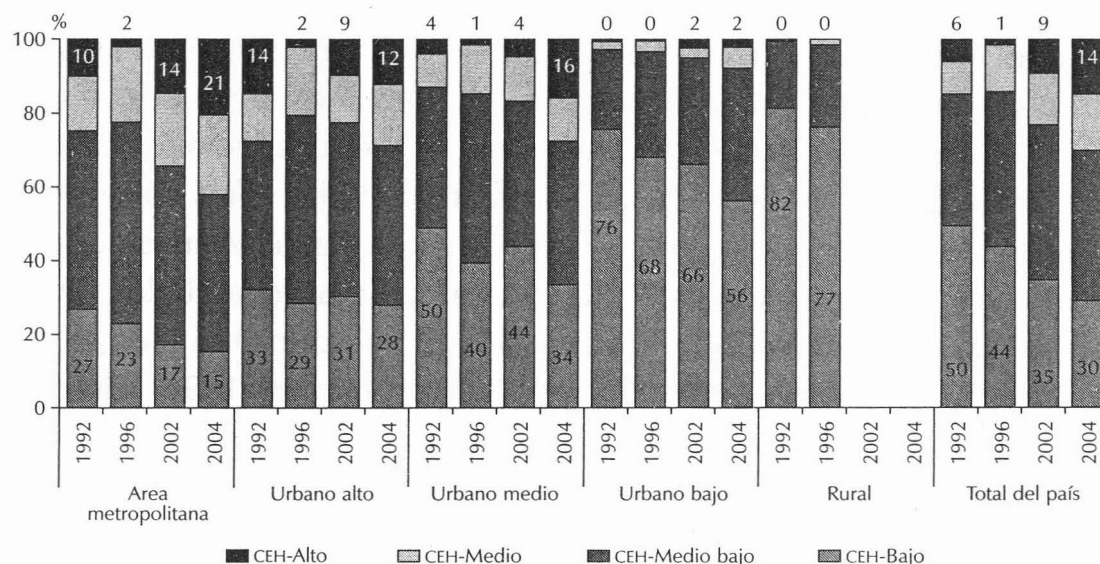 % 2 2 9 4 1 4 0 0 2 2 0 0 6 1 9
100
10 14 21 14 12 16 14
80
60
40
20
0
27 23 17 15 33 29 31 28 50 40 44 34 76 68 66 56 82 77 50 44 35 30
1992 1996 2002 2004 1992 1996 2002 2004 1992 1996 2002 2004 1992 1996 2002 2004 1992 1996 2002 2004 1992 1996 2002 2004
Area metropolitana
Urbano alto
Urbano medio
Urbano bajo
Rural
Total del país
CEH-Alto CEH-Medio CEH-Medio bajo CEH-Bajo